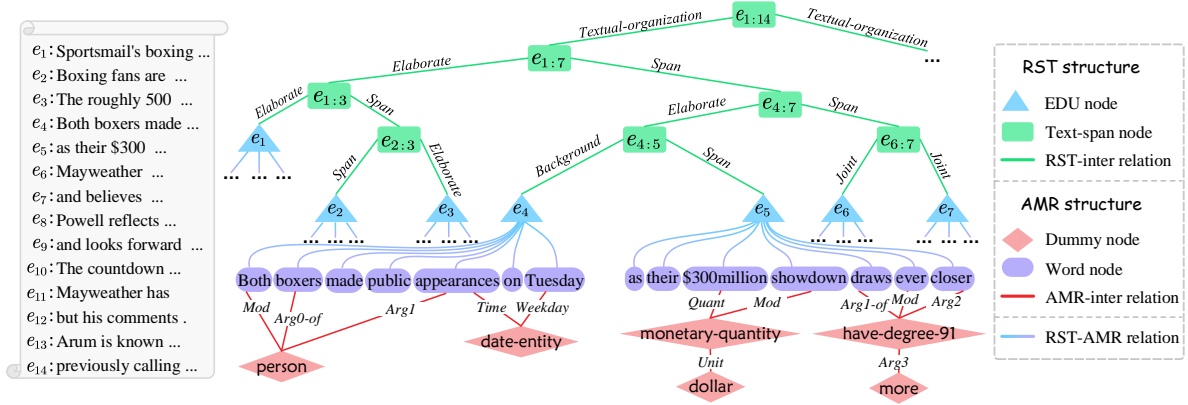 e1: Sportsmail's boxing ...
e2: Boxing fans are ...
e3: The roughly 500 ...
e4: Both boxers made ...
e5: as their $300 ...
e6: Mayweather ...
e7: and believes ...
e8: Powell reflects ...
e9: and looks forward ...
e10: The countdown ...
e11: Mayweather has
e12: but his comments .
e13: Arum is known ...
e14: previously calling ...
e1:14
Textual-organization
Textual-organization
...
e1:7
Elaborate
Span
e1:3
e4:7
Elaborate
Span
Elaborate
Span
e1
e2:3
e4:5
e6:7
... ... ...
Span
Elaborate
Background
Span
Joint
Joint
e2
e3
e4
e5
e6
e7
... ... ...
... ... ...
... ... ...
... ... ...
Both boxers made public appearances on Tuesday
as their $300million showdown draws ever closer
Mod
Arg0-of
Arg1
Time
Weekday
Quant
Mod
Arg1-of
Mod
Arg2
person
date-entity
monetary-quantity
have-degree-91
Unit
Arg3
dollar
more
RST structure
EDU node
Text-span node
RST-inter relation
AMR structure
Dummy node
Word node
AMR-inter relation
RST-AMR relation